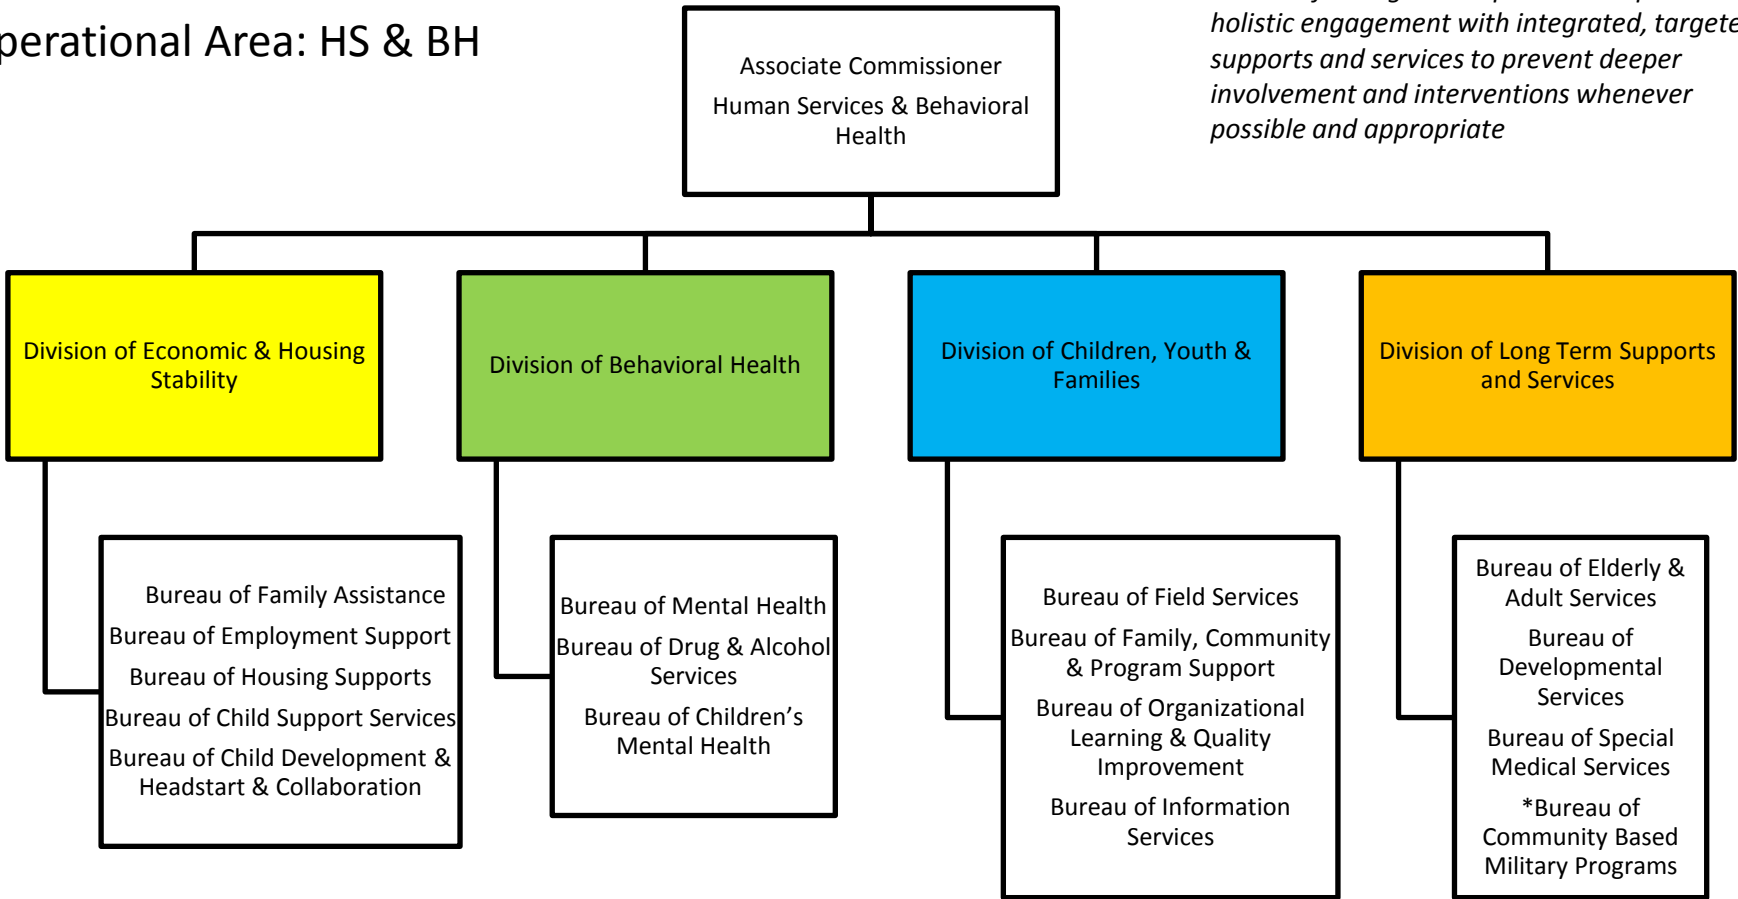 perational Area: HS & BH
holistic engagement with integrated, targete
supports and services to prevent deeper
involvement and interventions whenever
possible and appropriate
Associate Commissioner
Human Services & Behavioral
Health
Division of Economic & Housing
Stability
Division of Behavioral Health
Division of Children, Youth &
Families
Division of Long Term Supports
and Services
Bureau of Family Assistance
Bureau of Employment Support
Bureau of Housing Supports
Bureau of Child Support Services
Bureau of Child Development &
Headstart & Collaboration
Bureau of Mental Health
Bureau of Drug & Alcohol
Services
Bureau of Children’s
Mental Health
Bureau of Field Services
Bureau of Family, Community
& Program Support
Bureau of Organizational
Learning & Quality
Improvement
Bureau of Information
Services
Bureau of Elderly &
Adult Services
Bureau of
Developmental
Services
Bureau of Special
Medical Services
*Bureau of
Community Based
Military Programs